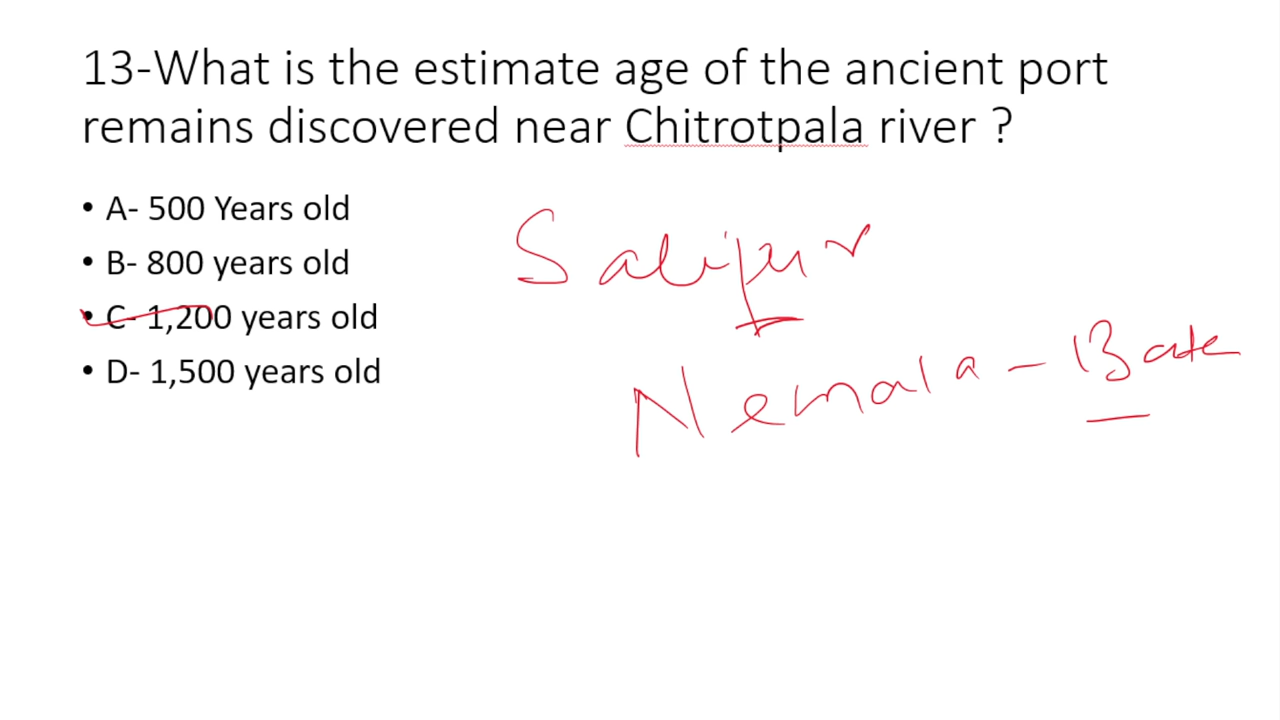 13-What is the estimate age of the ancient port
remains discovered near Chitrotpala river ?
• A- 500 Years old
• B- 800 years old
• C- 1,200 years old
• D- 1,500 years old
Salipur
Nemala - Bate